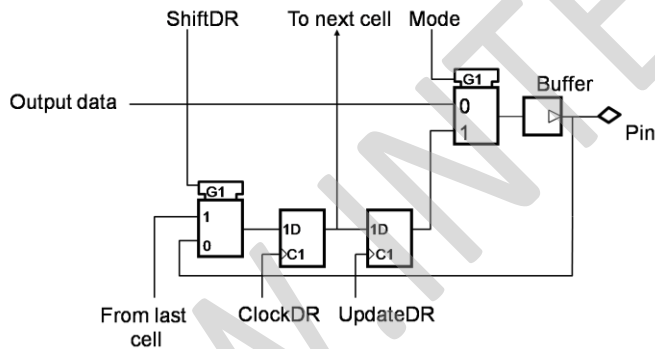 ShiftDR
To next cell
Mode
G1
Buffer
Output data
0
1
Pin
G1
1
0
1D
C1
1D
C1
From last
cell
ClockDR
UpdateDR
W.INTE